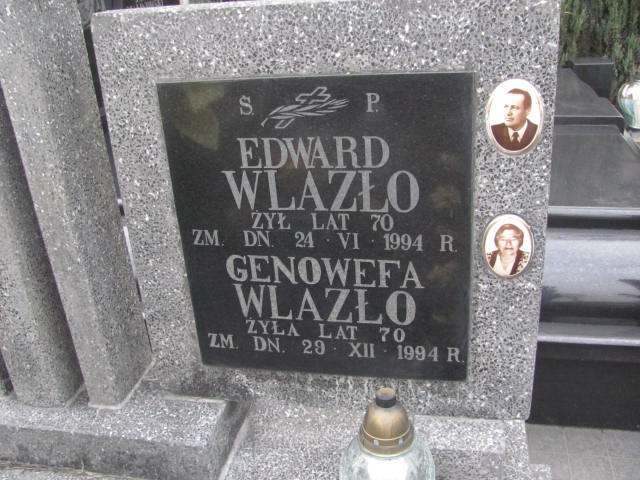 S. P.
EDWARD
WLAZŁO
ŻYŁ LAT 70
ZM. DN. 24 · VI · 1994 R.
GENOWEFA
WLAZŁO
ŻYŁA LAT 70
ZM. DN. 29 · XII · 1994 R.